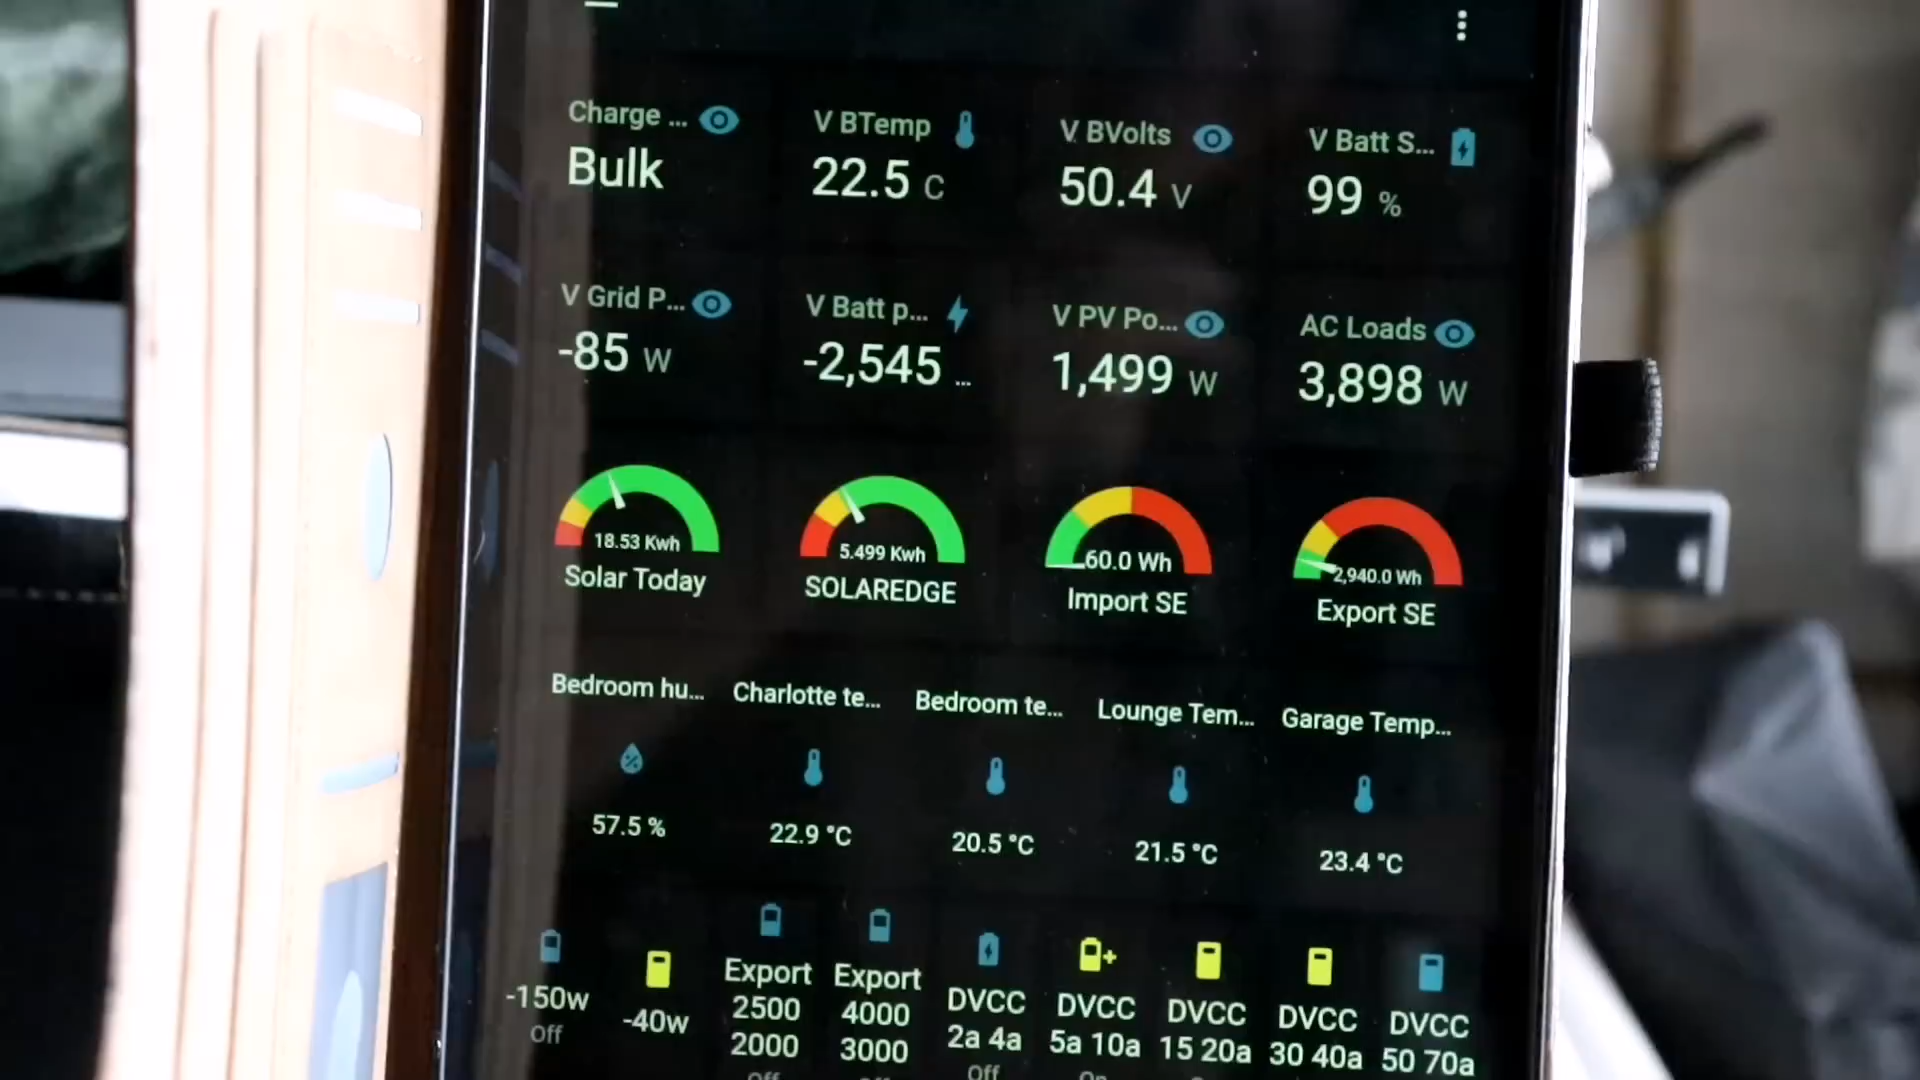 Charge ...
Bulk
V BTemp
22.5 C
V BVolts
50.4 V
V Batt S...
99 %
V Grid P...
-85 W
V Batt p...
-2,545 ...
V PV Po...
1,499 W
AC Loads
3,898 W
18.53 Kwh
Solar Today
5.499 Kwh
SOLAREDGE
60.0 Wh
Import SE
2,940.0 Wh
Export SE
Bedroom hu...
57.5 %
Charlotte te...
22.9 °C
Bedroom te...
20.5 °C
Lounge Tem...
21.5 °C
Garage Temp...
23.4 °C
-150w
Off
-40w
Export
2500
2000
Off
Export
4000
3000
DVCC
2a 4a
Off
DVCC
5a 10a
On
DVCC
15 20a
DVCC
30 40a
DVCC
50 70a